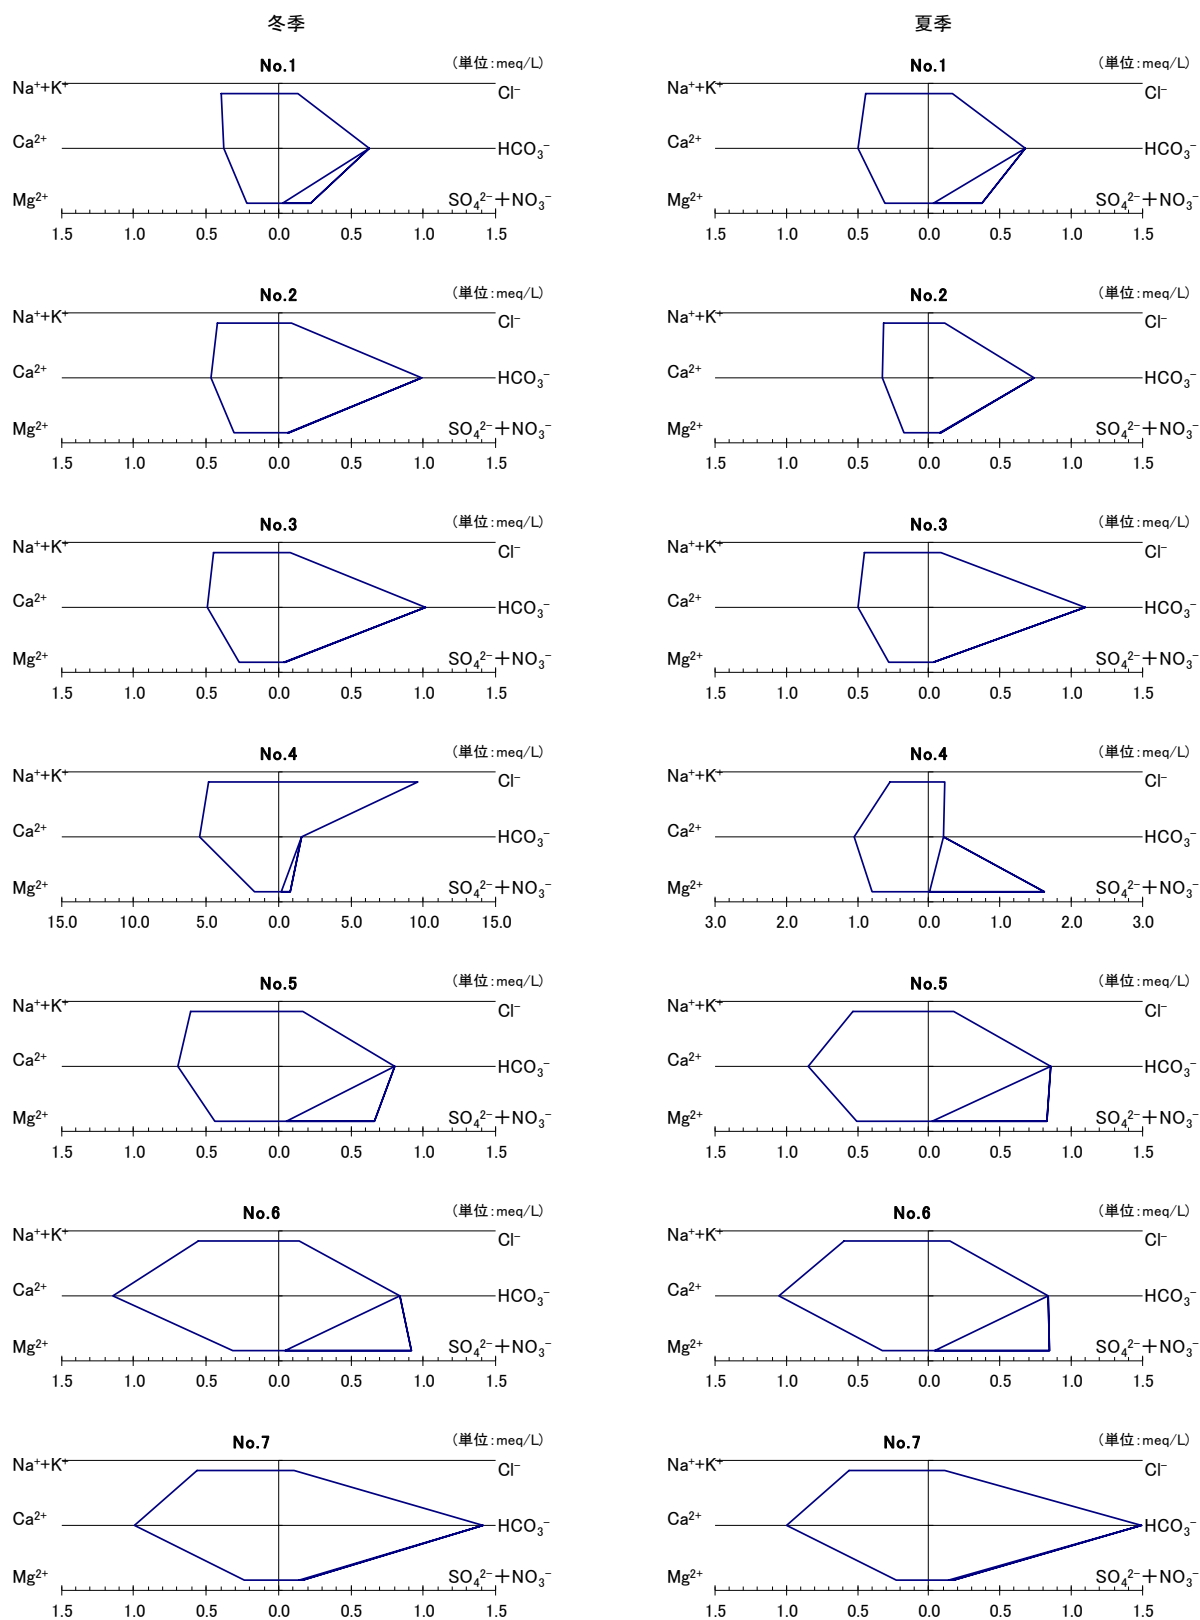 冬季 夏季
No.1 （単位:meq/L) No.1 （単位:meq/L)
Na⁺+K⁺ Cl⁻ Na⁺+K⁺ Cl⁻
Ca²⁺ HCO₃⁻ Ca²⁺ HCO₃⁻
Mg²⁺ SO₄²⁻+NO₃⁻ Mg²⁺ SO₄²⁻+NO₃⁻
1.5 1.0 0.5 0.0 0.5 1.0 1.5 1.5 1.0 0.5 0.0 0.5 1.0 1.5
No.2 （単位:meq/L) No.2 （単位:meq/L)
Na⁺+K⁺ Cl⁻ Na⁺+K⁺ Cl⁻
Ca²⁺ HCO₃⁻ Ca²⁺ HCO₃⁻
Mg²⁺ SO₄²⁻+NO₃⁻ Mg²⁺ SO₄²⁻+NO₃⁻
1.5 1.0 0.5 0.0 0.5 1.0 1.5 1.5 1.0 0.5 0.0 0.5 1.0 1.5
No.3 （単位:meq/L) No.3 （単位:meq/L)
Na⁺+K⁺ Cl⁻ Na⁺+K⁺ Cl⁻
Ca²⁺ HCO₃⁻ Ca²⁺ HCO₃⁻
Mg²⁺ SO₄²⁻+NO₃⁻ Mg²⁺ SO₄²⁻+NO₃⁻
1.5 1.0 0.5 0.0 0.5 1.0 1.5 1.5 1.0 0.5 0.0 0.5 1.0 1.5
No.4 （単位:meq/L) No.4 （単位:meq/L)
Na⁺+K⁺ Cl⁻ Na⁺+K⁺ Cl⁻
Ca²⁺ HCO₃⁻ Ca²⁺ HCO₃⁻
Mg²⁺ SO₄²⁻+NO₃⁻ Mg²⁺ SO₄²⁻+NO₃⁻
15.0 10.0 5.0 0.0 5.0 10.0 15.0 3.0 2.0 1.0 0.0 1.0 2.0 3.0
No.5 （単位:meq/L) No.5 （単位:meq/L)
Na⁺+K⁺ Cl⁻ Na⁺+K⁺ Cl⁻
Ca²⁺ HCO₃⁻ Ca²⁺ HCO₃⁻
Mg²⁺ SO₄²⁻+NO₃⁻ Mg²⁺ SO₄²⁻+NO₃⁻
1.5 1.0 0.5 0.0 0.5 1.0 1.5 1.5 1.0 0.5 0.0 0.5 1.0 1.5
No.6 （単位:meq/L) No.6 （単位:meq/L)
Na⁺+K⁺ Cl⁻ Na⁺+K⁺ Cl⁻
Ca²⁺ HCO₃⁻ Ca²⁺ HCO₃⁻
Mg²⁺ SO₄²⁻+NO₃⁻ Mg²⁺ SO₄²⁻+NO₃⁻
1.5 1.0 0.5 0.0 0.5 1.0 1.5 1.5 1.0 0.5 0.0 0.5 1.0 1.5
No.7 （単位:meq/L) No.7 （単位:meq/L)
Na⁺+K⁺ Cl⁻ Na⁺+K⁺ Cl⁻
Ca²⁺ HCO₃⁻ Ca²⁺ HCO₃⁻
Mg²⁺ SO₄²⁻+NO₃⁻ Mg²⁺ SO₄²⁻+NO₃⁻
1.5 1.0 0.5 0.0 0.5 1.0 1.5 1.5 1.0 0.5 0.0 0.5 1.0 1.5